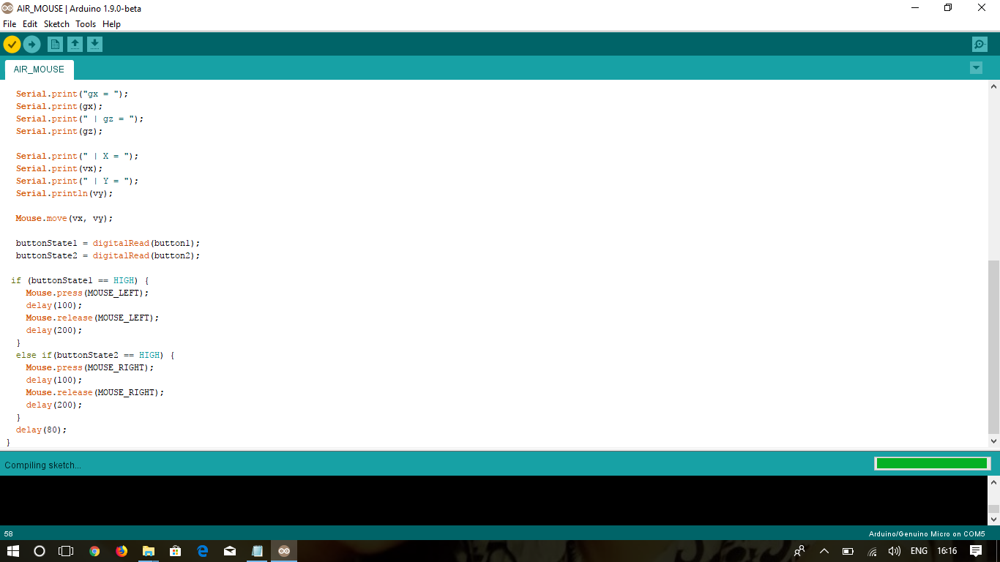 AIR_MOUSE | Arduino 1.9.0-beta
File Edit Sketch Tools Help
AIR_MOUSE
Serial.print("gx = ");
Serial.print(gx);
Serial.print(" | gz = ");
Serial.print(gz);
Serial.print(" | X = ");
Serial.print(vx);
Serial.print(" | Y = ");
Serial.println(vy);
Mouse.move(vx, vy);
buttonState1 = digitalRead(button1);
buttonState2 = digitalRead(button2);
if (buttonState1 == HIGH) {
Mouse.press(MOUSE_LEFT);
delay(100);
Mouse.release(MOUSE_LEFT);
delay(200);
}
else if(buttonState2 == HIGH) {
Mouse.press(MOUSE_RIGHT);
delay(100);
Mouse.release(MOUSE_RIGHT);
delay(200);
}
delay(80);
}
Compiling sketch...
58 Arduino/Genuino Micro on COM5
ENG 16:16